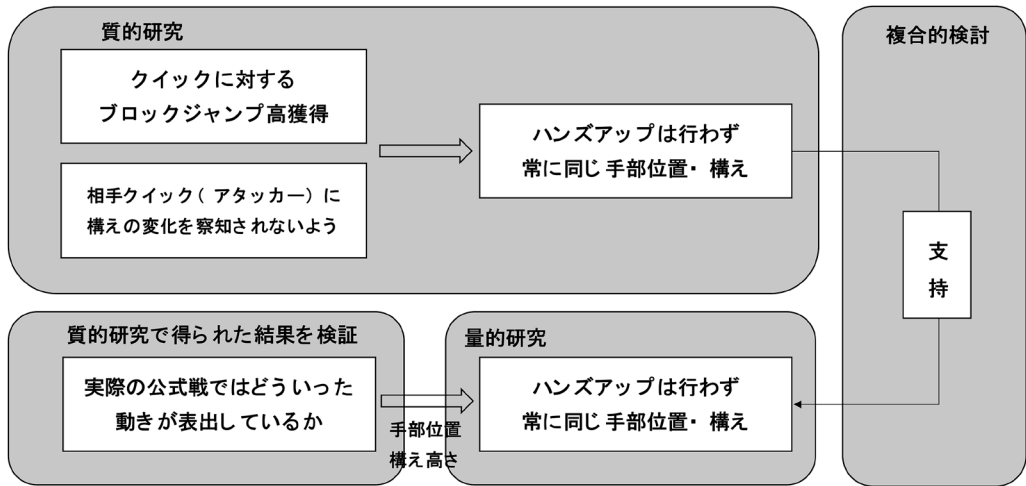 質的研究
クイックに対する
ブロックジャンプ高獲得
相手クイック( アタッカー) に
構えの変化を察知されないよう
ハンズアップは行わず
常に同じ手部位置・ 構え
複合的検討
支
持
質的研究で得られた結果を検証
実際の公式戦ではどういった
動きが表出しているか
手部位置
構え高さ
量的研究
ハンズアップは行わず
常に同じ手部位置・ 構え